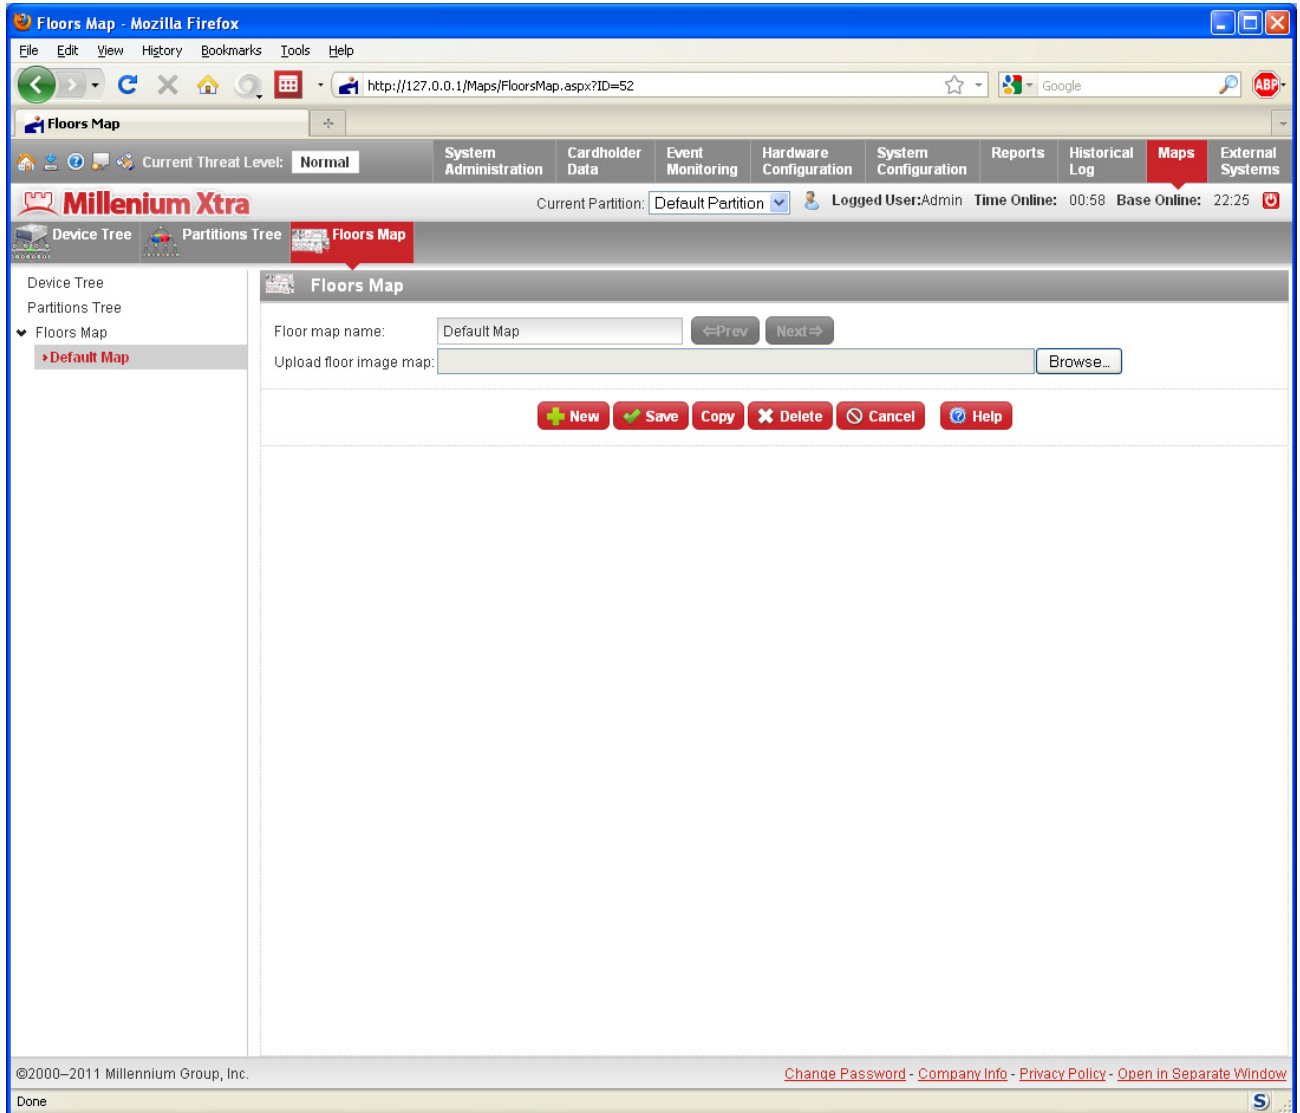 Floors Map - Mozilla Firefox
File Edit View History Bookmarks Tools Help
http://127.0.0.1/Maps/FloorsMap.aspx?ID=52
Google
ABP
Floors Map
Current Threat Level: Normal
System Administration
Cardholder Data
Event Monitoring
Hardware Configuration
System Configuration
Reports
Historical Log
Maps
External Systems
Millenium Xtra
Current Partition: Default Partition
Logged User:Admin Time Online: 00:58 Base Online: 22:25
Device Tree Partitions Tree Floors Map
Device Tree
Partitions Tree
Floors Map
Default Map
Floors Map
Floor map name: Default Map ⇐Prev Next⇒
Upload floor image map: Browse...
New Save Copy Delete Cancel Help
©2000–2011 Millennium Group, Inc.
Change Password - Company Info - Privacy Policy - Open in Separate Window
Done
S